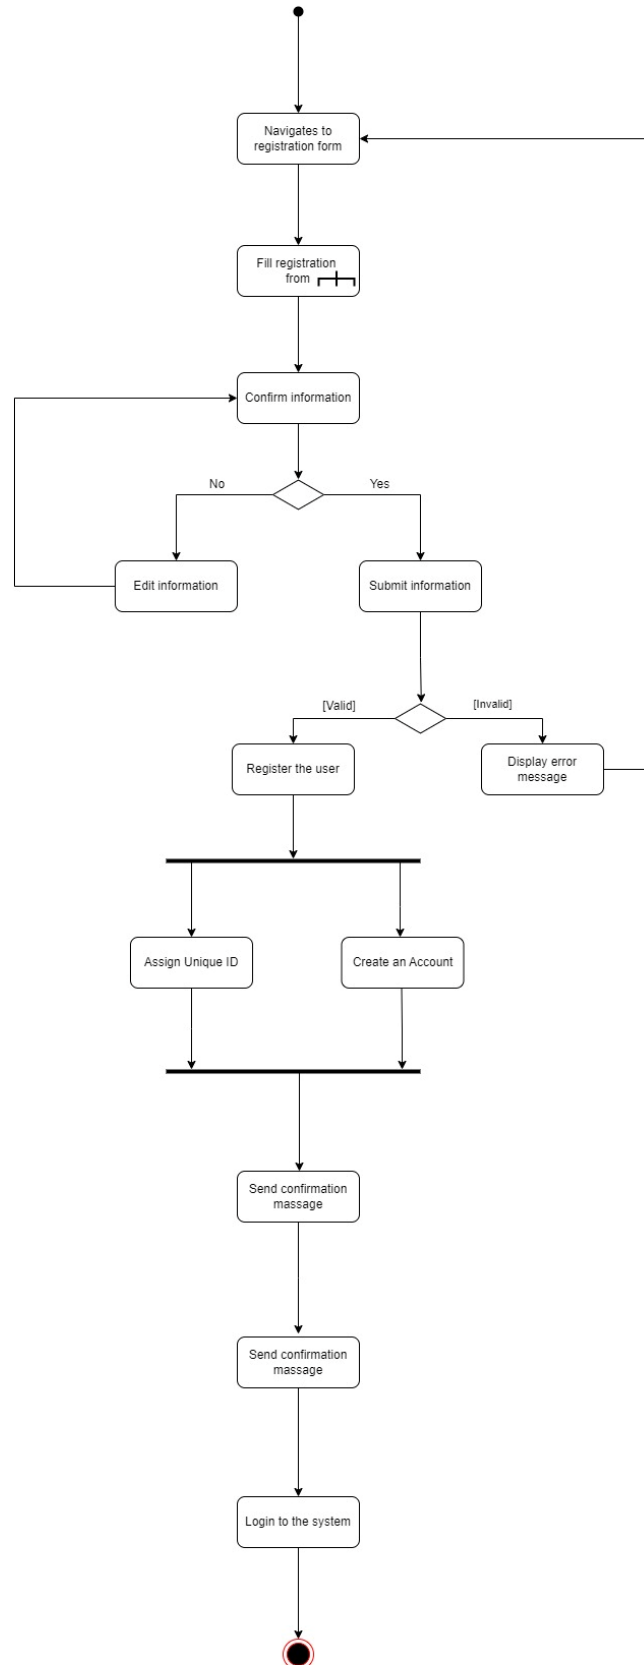 Navigates to
registration form
Fill registration
from
Confirm information
No
Yes
Edit information
Submit information
[Valid]
[Invalid]
Register the user
Display error
message
Assign Unique ID
Create an Account
Send confirmation
massage
Send confirmation
massage
Login to the system